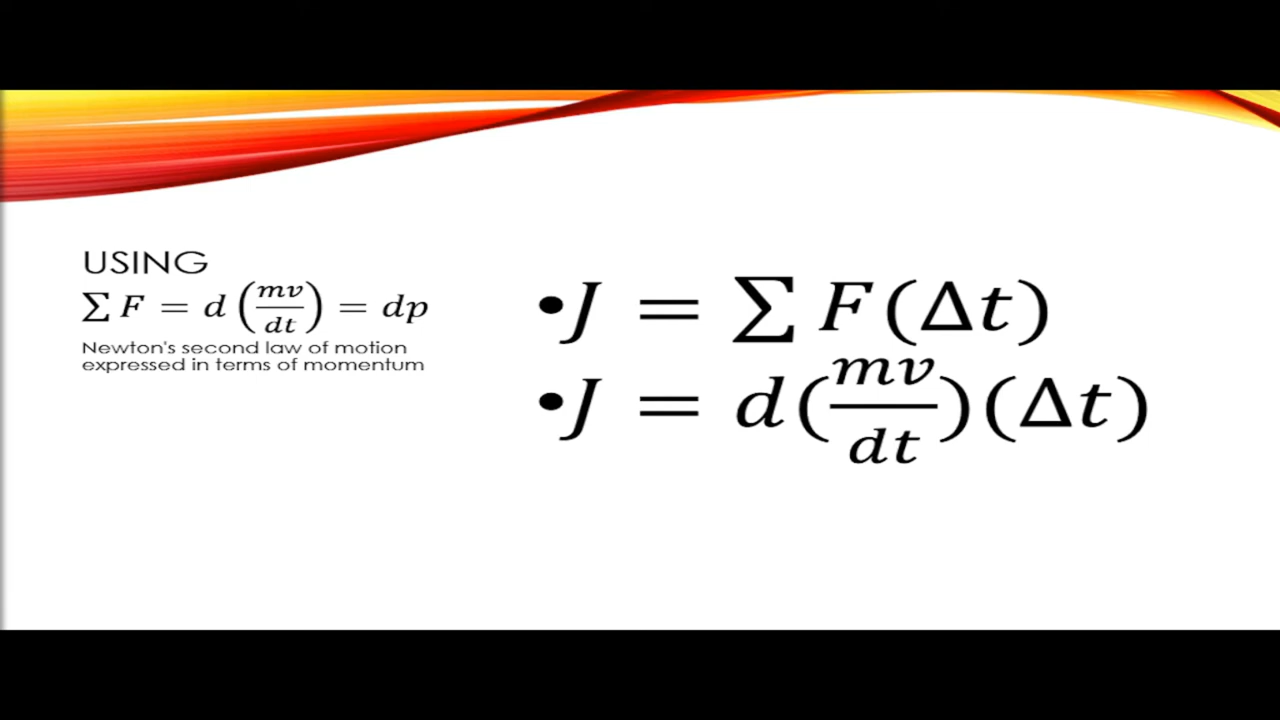 USING
∑ F = d (mv/dt) = dp
Newton's second law of motion
expressed in terms of momentum
•J = ∑ F(Δt)
•J = d(mv/dt)(Δt)